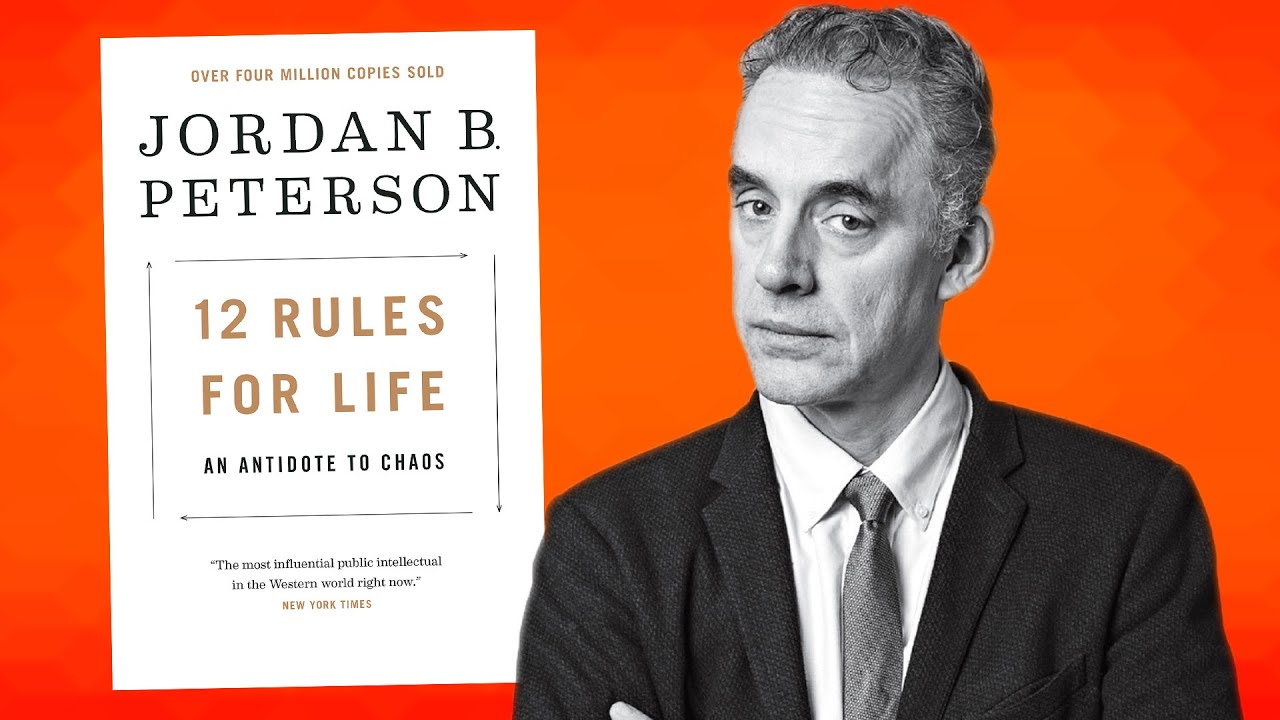 OVER FOUR MILLION COPIES SOLD
JORDAN B.
PETERSON
12 RULES
FOR LIFE
AN ANTIDOTE TO CHAOS
“The most influential public intellectual
in the Western world right now.”
NEW YORK TIMES